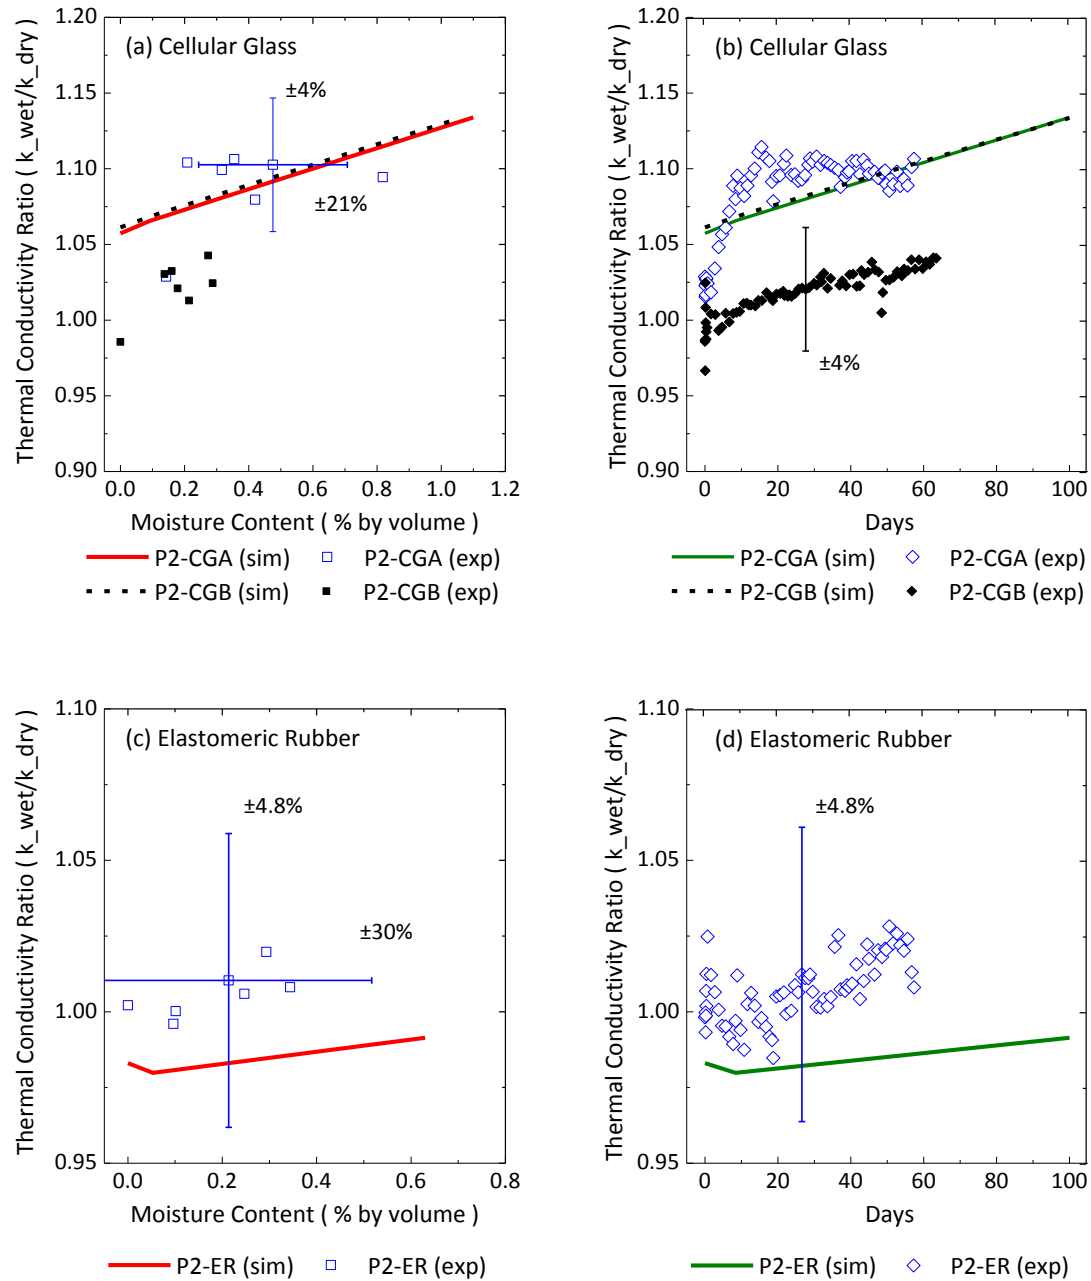 (a) Cellular Glass
Thermal Conductivity Ratio ( k_wet/k_dry )
1.20
1.15
1.10
1.05
1.00
0.95
0.90
±4%
±21%
0.0 0.2 0.4 0.6 0.8 1.0 1.2
Moisture Content ( % by volume )
P2-CGA (sim) P2-CGA (exp)
P2-CGB (sim) P2-CGB (exp)
(b) Cellular Glass
Thermal Conductivity Ratio ( k_wet/k_dry )
1.20
1.15
1.10
1.05
1.00
0.95
0.90
±4%
0 20 40 60 80 100
Days
P2-CGA (sim) P2-CGA (exp)
P2-CGB (sim) P2-CGB (exp)
(c) Elastomeric Rubber
Thermal Conductivity Ratio ( k_wet/k_dry )
1.10
1.05
1.00
0.95
±4.8%
±30%
0.0 0.2 0.4 0.6 0.8
Moisture Content ( % by volume )
P2-ER (sim) P2-ER (exp)
(d) Elastomeric Rubber
Thermal Conductivity Ratio ( k_wet/k_dry )
1.10
1.05
1.00
0.95
±4.8%
0 20 40 60 80 100
Days
P2-ER (sim) P2-ER (exp)